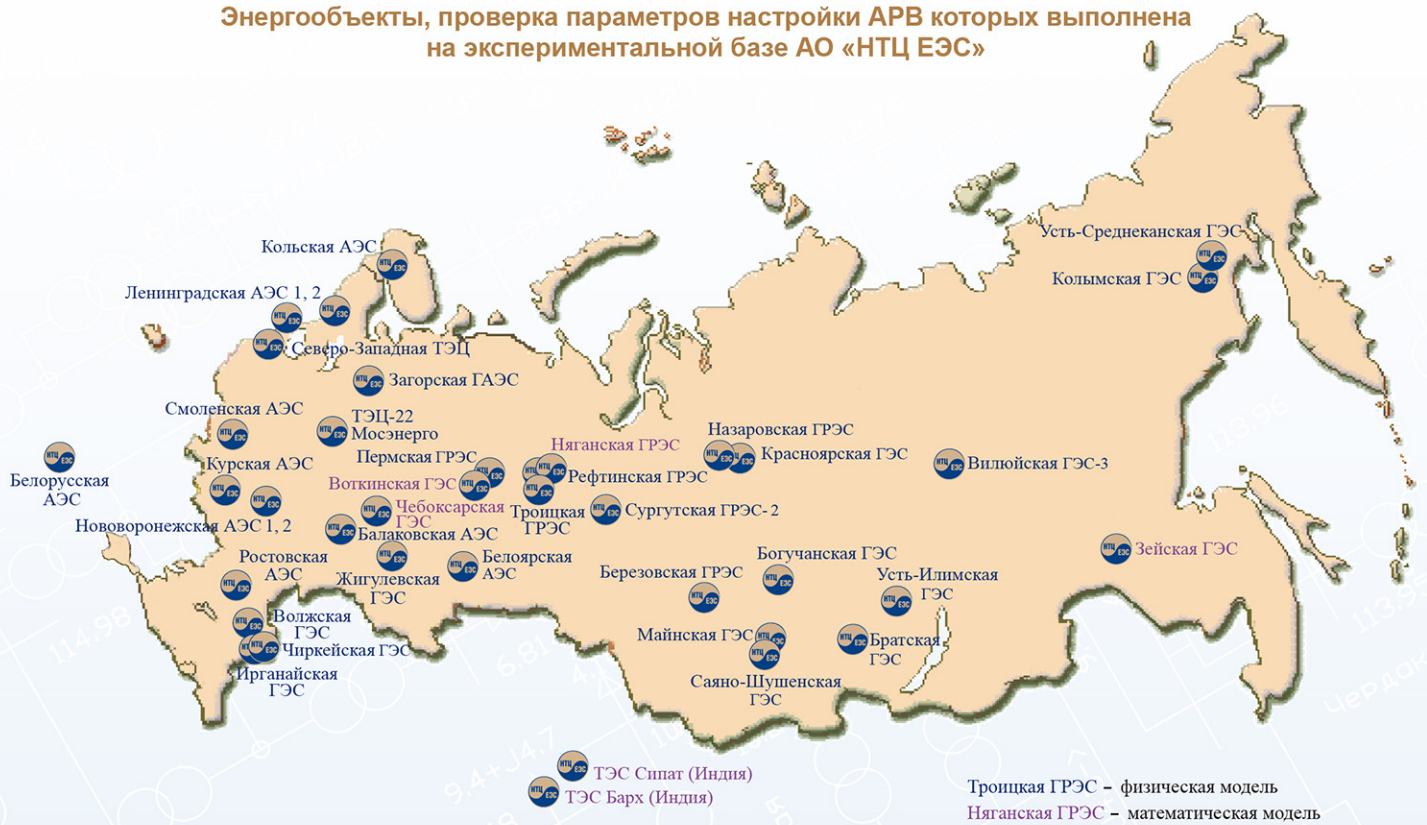 Энергообъекты, проверка параметров настройки АРВ которых выполнена
на экспериментальной базе АО «НТЦ ЕЭС»
Усть-Среднеканская ГЭС
Кольская АЭС
Колымская ГЭС
Ленинградская АЭС 1, 2
Северо-Западная ТЭЦ
Загорская ГАЭС
Смоленская АЭС
ТЭЦ-22
Мосэнерго
Назаровская ГРЭС
Няганская ГРЭС
Красноярская ГЭС
Пермская ГРЭС
Курская АЭС
Вилюйская ГЭС-3
Рефтинская ГРЭС
Белорусская
АЭС
Воткинская ГЭС
Чебоксарская
ГЭС
Троицкая
ГРЭС
Сургутская ГРЭС- 2
Нововоронежская АЭС 1, 2
Балаковская АЭС
Зейская ГЭС
Ростовская
АЭС
Белоярская
АЭС
Богучанская ГЭС
Жигулевская
ГЭС
Березовская ГРЭС
Усть-Илимская
ГЭС
Волжская
ГЭС
Майнская ГЭС
Братская
ГЭС
Чиркейская ГЭС
Ирганайская
ГЭС
Саяно-Шушенская
ГЭС
ТЭС Сипат (Индия)
ТЭС Барх (Индия)
Троицкая ГРЭС – физическая модель
Няганская ГРЭС – математическая модель